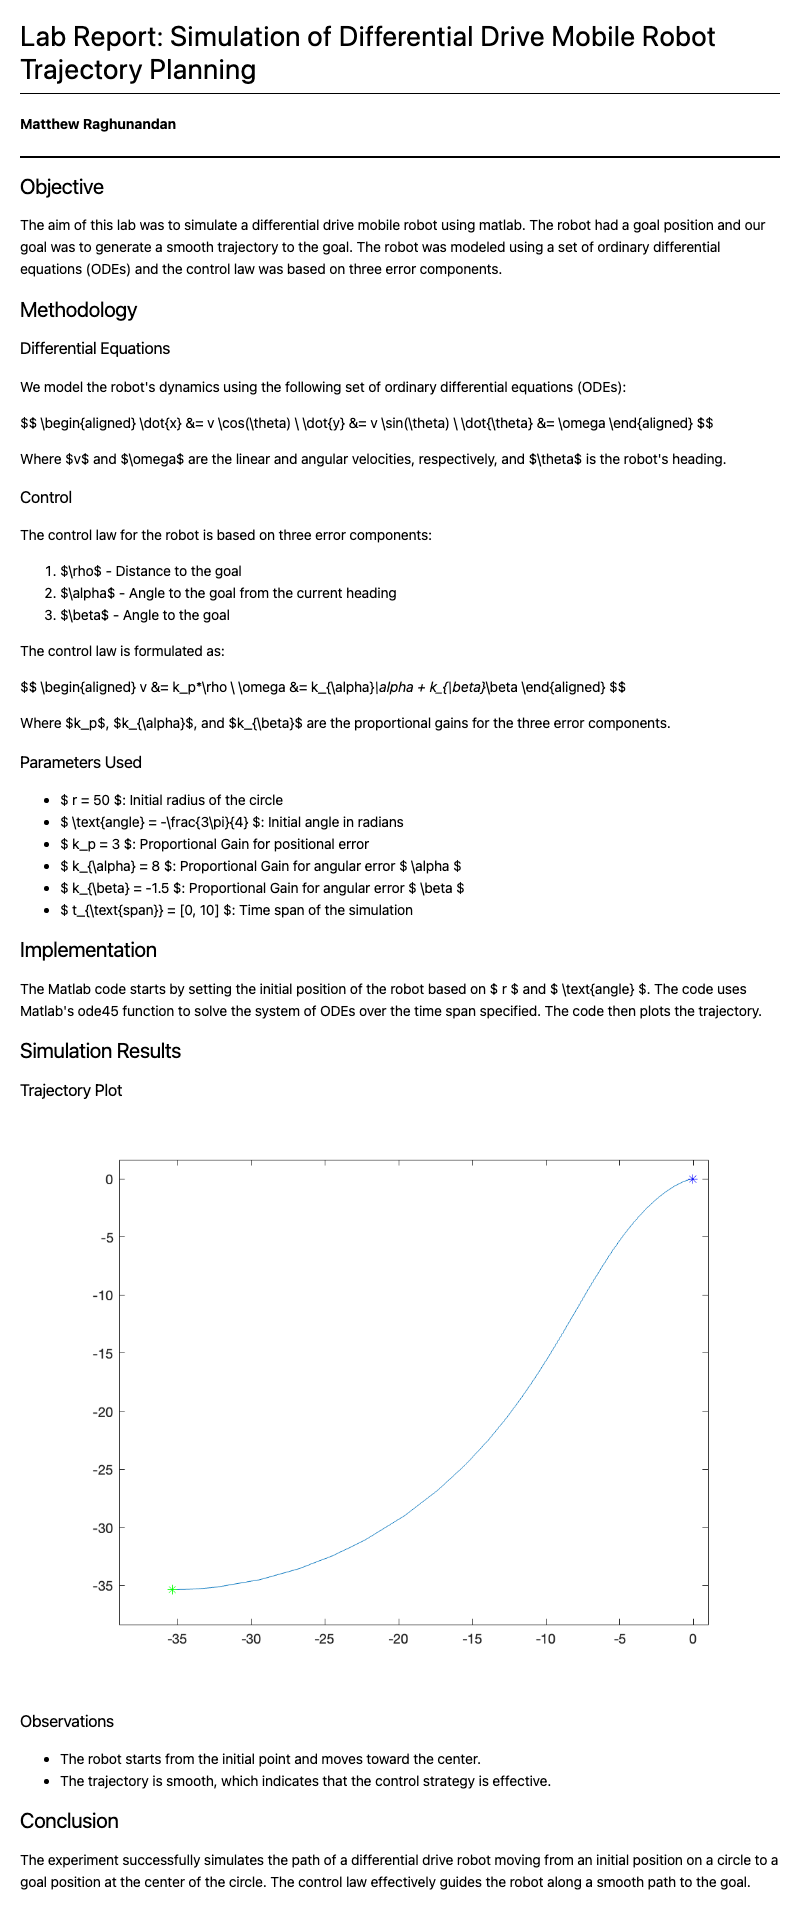 Lab Report: Simulation of Differential Drive Mobile Robot
Trajectory Planning
Matthew Raghunandan
Objective
The aim of this lab was to simulate a differential drive mobile robot using matlab. The robot had a goal position and our
goal was to generate a smooth trajectory to the goal. The robot was modeled using a set of ordinary differential
equations (ODEs) and the control law was based on three error components.
Methodology
Differential Equations
We model the robot's dynamics using the following set of ordinary differential equations (ODEs):
$$ \begin{aligned} \dot{x} &= v \cos(\theta) \ \dot{y} &= v \sin(\theta) \ \dot{\theta} &= \omega \end{aligned} $$
Where $v$ and $\omega$ are the linear and angular velocities, respectively, and $\theta$ is the robot's heading.
Control
The control law for the robot is based on three error components:
1. $\rho$ - Distance to the goal
2. $\alpha$ - Angle to the goal from the current heading
3. $\beta$ - Angle to the goal
The control law is formulated as:
$$ \begin{aligned} v &= k_p*\rho \ \omega &= k_{\alpha}\alpha + k_{\beta}\beta \end{aligned} $$
Where $k_p$, $k_{\alpha}$, and $k_{\beta}$ are the proportional gains for the three error components.
Parameters Used
• $ r = 50 $: Initial radius of the circle
• $ \text{angle} = -\frac{3\pi}{4} $: Initial angle in radians
• $ k_p = 3 $: Proportional Gain for positional error
• $ k_{\alpha} = 8 $: Proportional Gain for angular error $ \alpha $
• $ k_{\beta} = -1.5 $: Proportional Gain for angular error $ \beta $
• $ t_{\text{span}} = [0, 10] $: Time span of the simulation
Implementation
The Matlab code starts by setting the initial position of the robot based on $ r $ and $ \text{angle} $. The code uses
Matlab's ode45 function to solve the system of ODEs over the time span specified. The code then plots the trajectory.
Simulation Results
Trajectory Plot
0
-5
-10
-15
-20
-25
-30
-35
-35 -30 -25 -20 -15 -10 -5 0
Observations
• The robot starts from the initial point and moves toward the center.
• The trajectory is smooth, which indicates that the control strategy is effective.
Conclusion
The experiment successfully simulates the path of a differential drive robot moving from an initial position on a circle to a
goal position at the center of the circle. The control law effectively guides the robot along a smooth path to the goal.